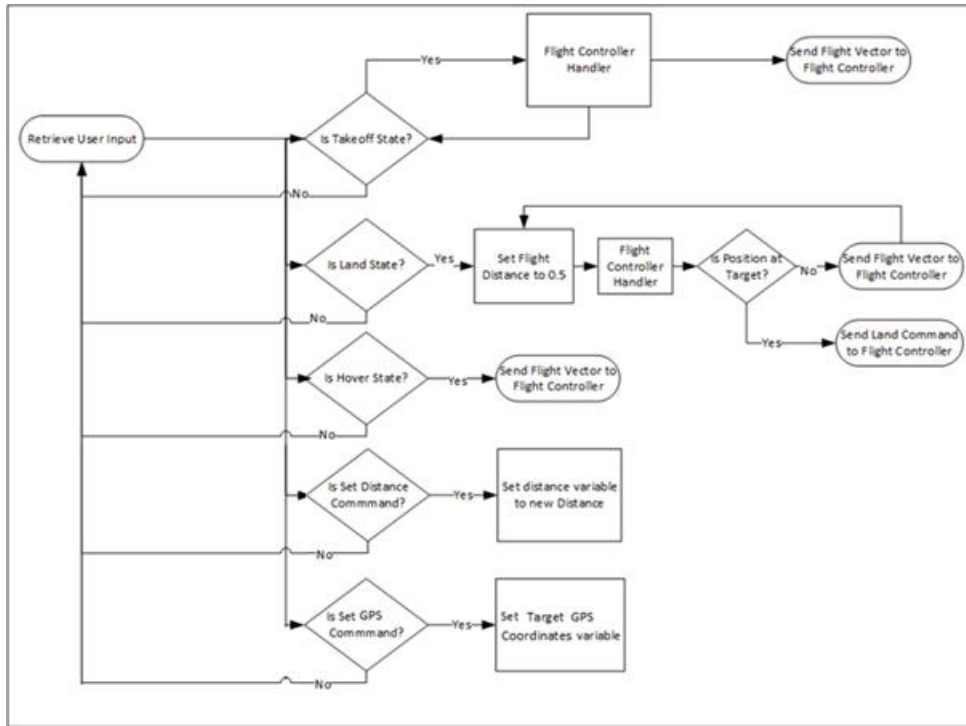 Yes
Flight Controller
Handler
Send Flight Vector to
Flight Controller
Retrieve User Input
Is Takeoff State?
No
Is Land State?
Yes
Set Flight
Distance to 0.5
Flight
Controller
Handler
Is Position at
Target?
No
Send Flight Vector to
Flight Controller
No
Yes
Send Land Command
to Flight Controller
Is Hover State?
Yes
Send Flight Vector to
Flight Controller
No
Is Set Distance
Commmand?
Yes
Set distance variable
to new Distance
No
Is Set GPS
Commmand?
Yes
Set Target GPS
Coordinates variable
No